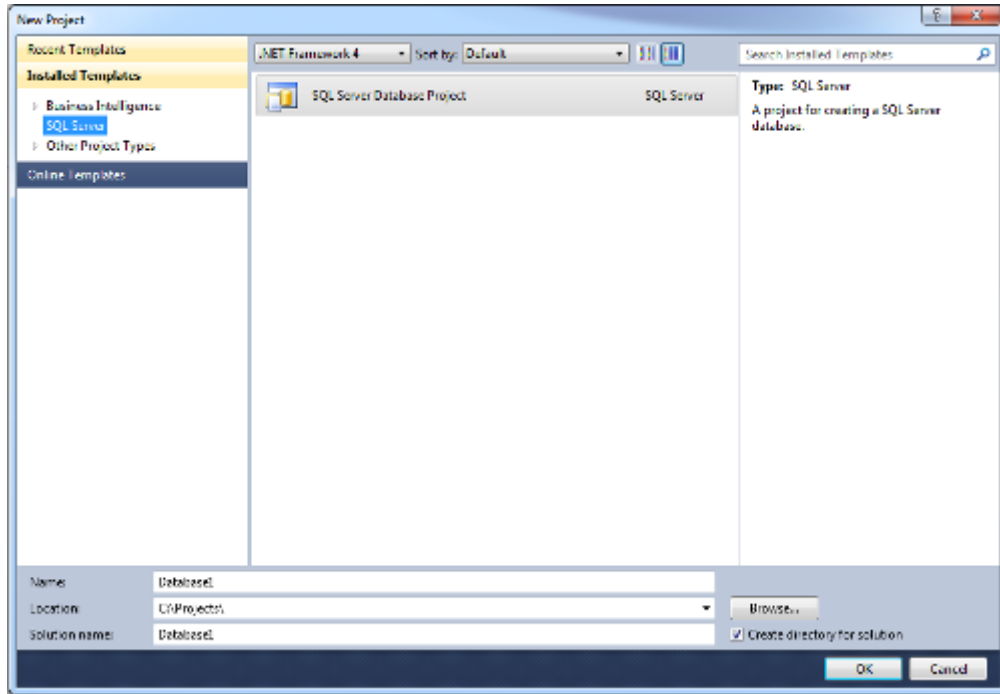 New Project
Recent Templates
.NET Framework 4
Sort by: Default
Search Installed Templates
Installed Templates
Business Intelligence
SQL Server
Other Project Types
Online Templates
SQL Server Database Project
SQL Server
Type: SQL Server
A project for creating a SQL Server
database.
Name:
Database1
Location:
C:\Projects\
Browse...
Solution name:
Database1
Create directory for solution
OK
Cancel